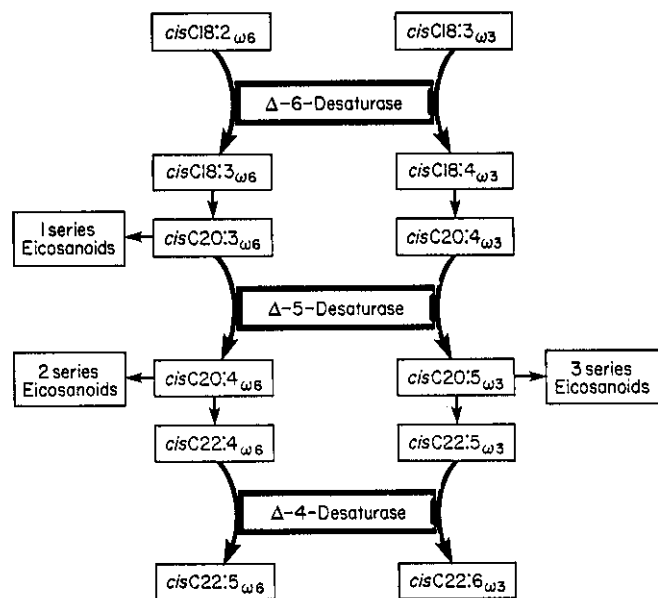 cisC18:2ω6
cisC18:3ω3
Δ-6-Desaturase
cisC18:3ω6
cisC18:4ω3
1 series
Eicosanoids
cisC20:3ω6
cisC20:4ω3
Δ-5-Desaturase
2 series
Eicosanoids
cisC20:4ω6
cisC20:5ω3
3 series
Eicosanoids
cisC22:4ω6
cisC22:5ω3
Δ-4-Desaturase
cisC22:5ω6
cisC22:6ω3